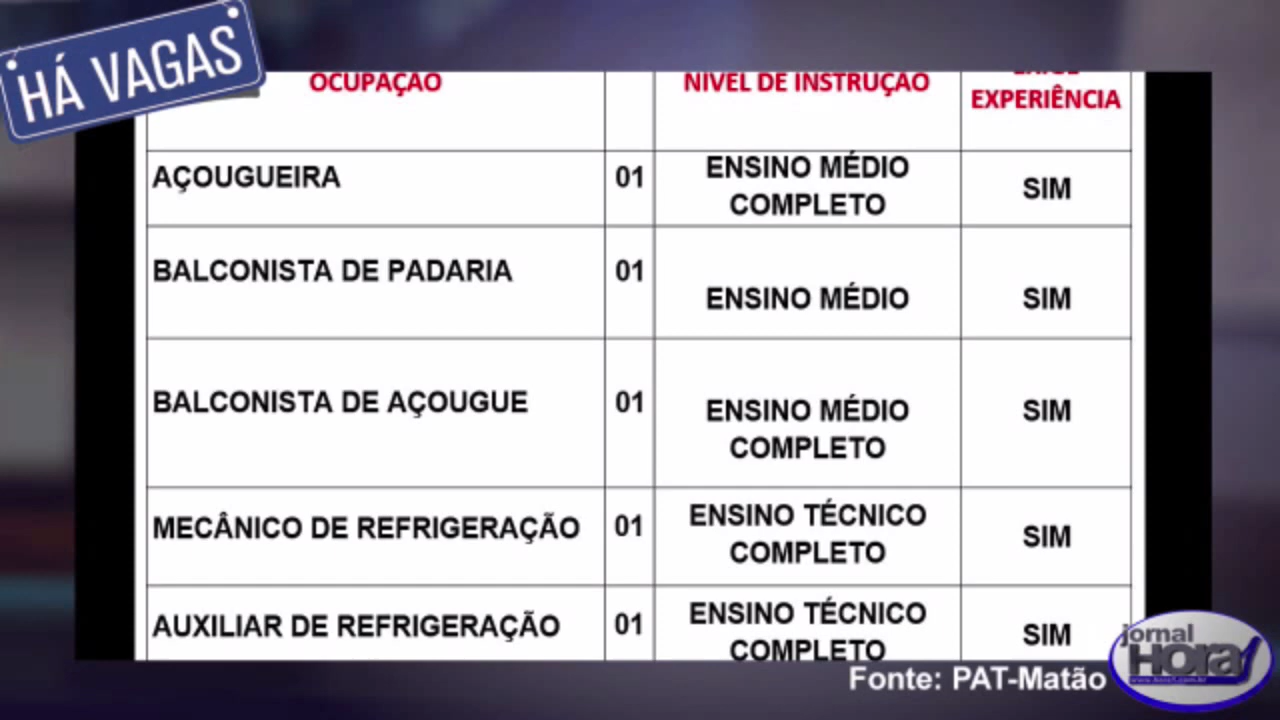 HÁ VAGAS
OCUPAÇÃO NIVEL DE INSTRUÇÃO
EXPERIÊNCIA
AÇOUGUEIRA 01 ENSINO MÉDIO
COMPLETO SIM
BALCONISTA DE PADARIA 01 ENSINO MÉDIO SIM
BALCONISTA DE AÇOUGUE 01 ENSINO MÉDIO
COMPLETO SIM
MECÂNICO DE REFRIGERAÇÃO 01 ENSINO TÉCNICO
COMPLETO SIM
AUXILIAR DE REFRIGERAÇÃO 01 ENSINO TÉCNICO
COMPLETO SIM
Fonte: PAT-Matão
jornal
HORA1